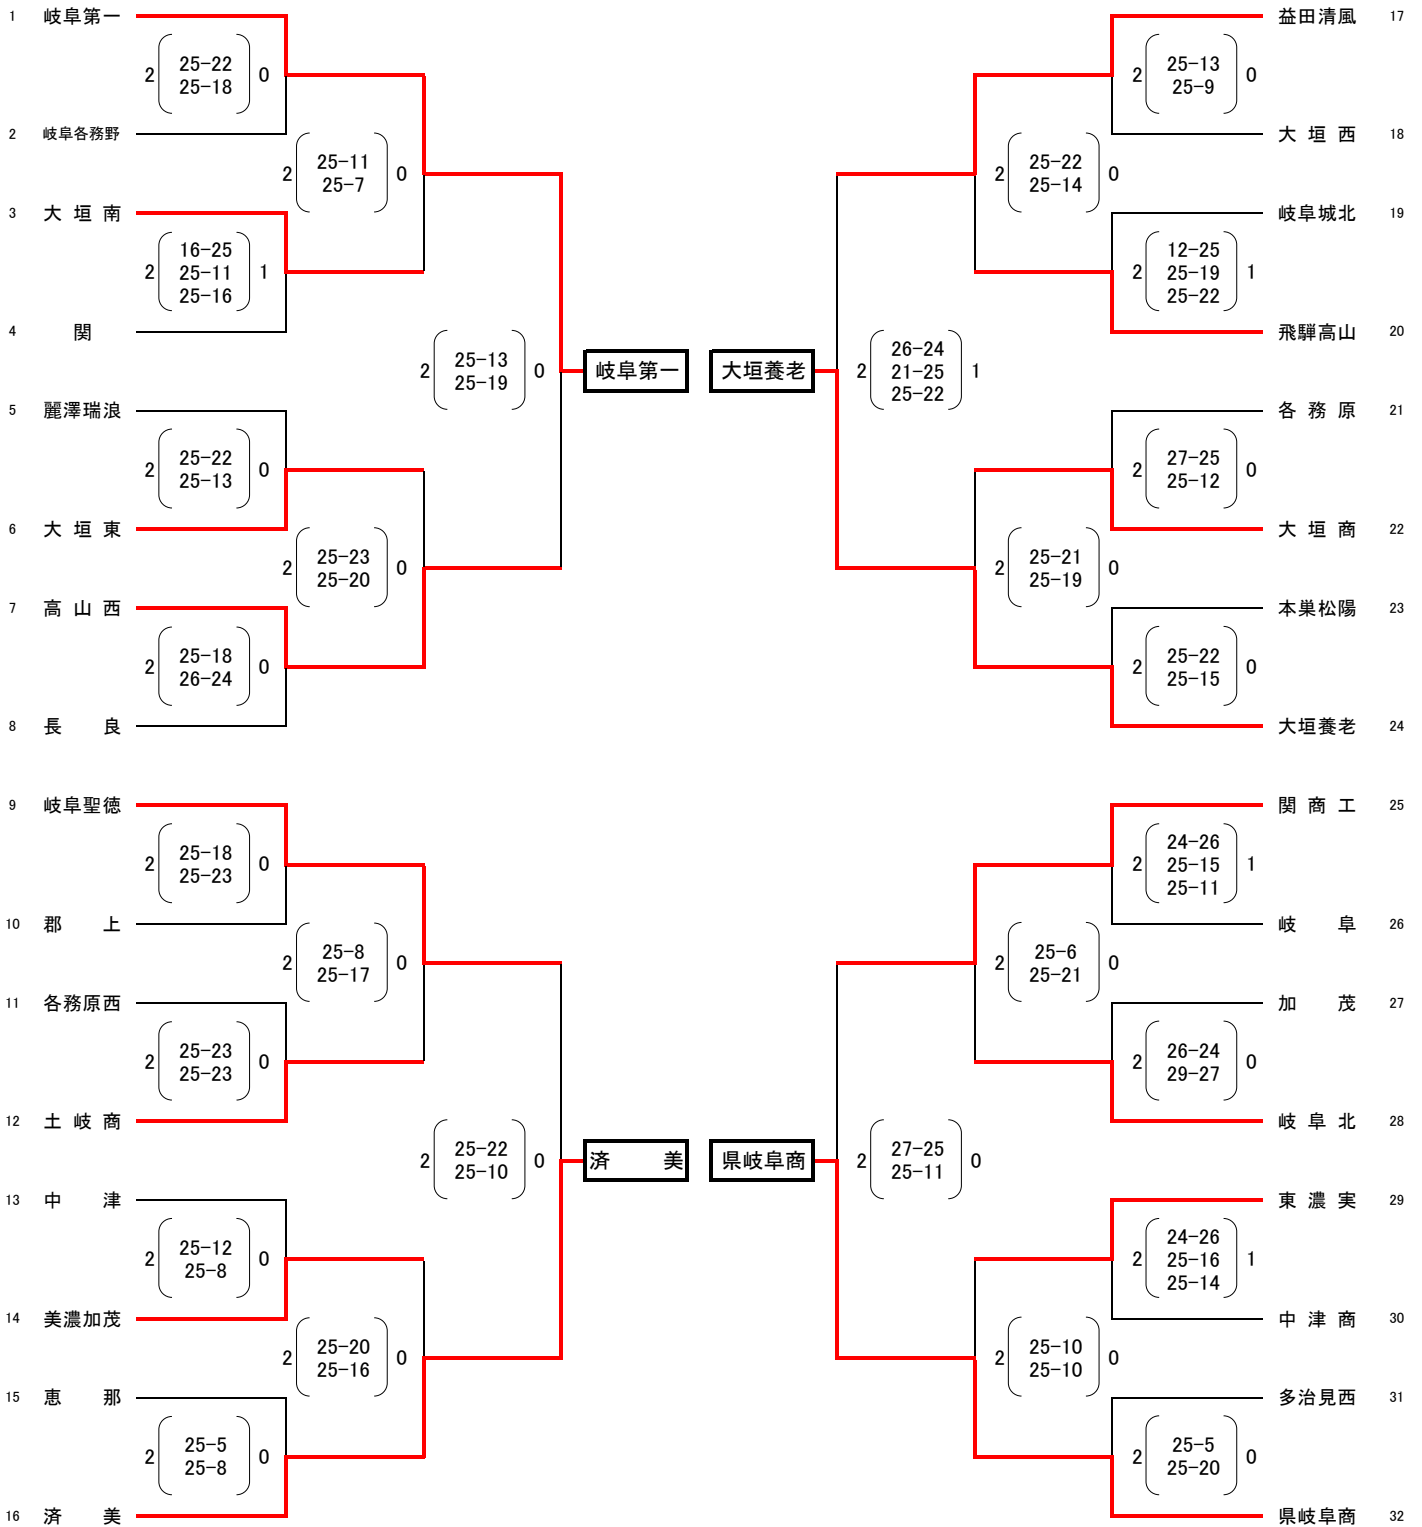 1 岐阜第一
2 25-22 0
25-18
2 岐阜各務野
2 25-11 0
25-7
3 大垣南
16-25
2 25-11 1
25-16
4 関
2 25-13 0
25-19
岐阜第一
5 麗澤瑞浪
2 25-22 0
25-13
6 大垣東
2 25-23 0
25-20
7 高山西
2 25-18 0
26-24
8 長良
9 岐阜聖徳
2 25-18 0
25-23
10 郡上
2 25-8 0
25-17
11 各務原西
2 25-23 0
25-23
12 土岐商
2 25-22 0
25-10
済美
13 中津
2 25-12 0
25-8
14 美濃加茂
2 25-20 0
25-16
15 恵那
2 25-5 0
25-8
16 済美
益田清風 17
2 25-13 0
25-9
大垣西 18
2 25-22 0
25-14
岐阜城北 19
12-25
2 25-19 1
25-22
飛騨高山 20
大垣養老
26-24
2 21-25 1
25-22
各務原 21
2 27-25 0
25-12
大垣商 22
2 25-21 0
25-19
本巣松陽 23
2 25-22 0
25-15
大垣養老 24
関商工 25
24-26
2 25-15 1
25-11
岐阜 26
2 25-6 0
25-21
加茂 27
2 26-24 0
29-27
岐阜北 28
県岐阜商
2 27-25 0
25-11
東濃実 29
24-26
2 25-16 1
25-14
中津商 30
2 25-10 0
25-10
多治見西 31
2 25-5 0
25-20
県岐阜商 32